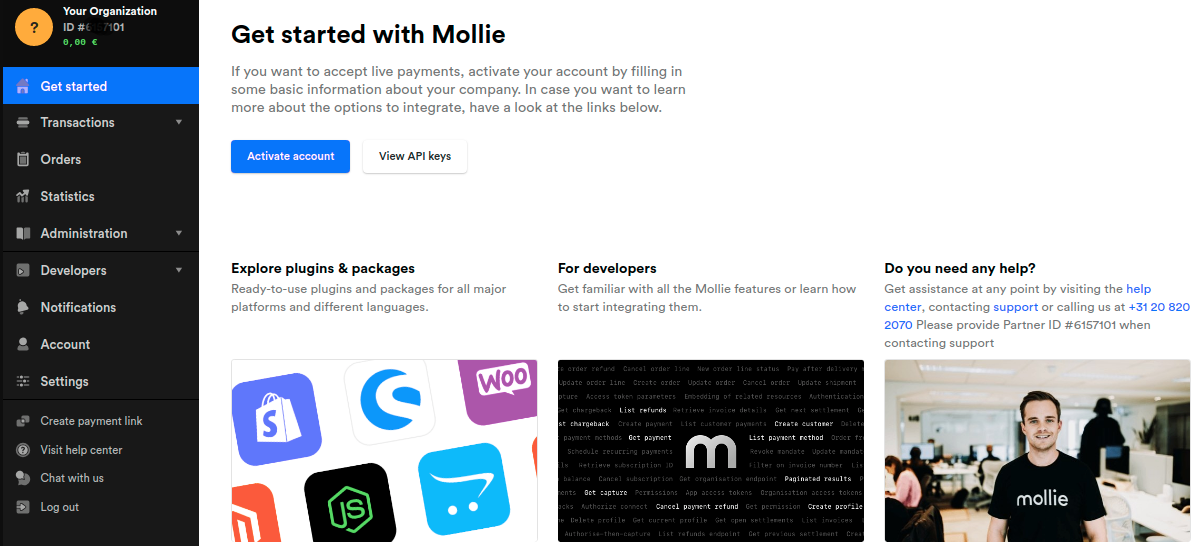 Your Organization
?
0,00 €
Get started
Transactions
Orders
Statistics
Administration
Developers
Notifications
Account
Settings
Create payment link
Visit help center
Chat with us
Log out
Get started with Mollie
If you want to accept live payments, activate your account by filling in
some basic information about your company. In case you want to learn
more about the options to integrate, have a look at the links below.
Activate account
View API keys
Explore plugins & packages
Ready-to-use plugins and packages for all major
platforms and different languages.
WOO
S
JS
For developers
Get familiar with all the Mollie features or learn how
to start integrating them.
order refund Cancel order line New order line status Pay after delivery
Update order line Create order Update order Cancel order Update shipment
Access token parameters Embedding of related resources Authentication
Get chargeback List refunds Retrieve invoice details Get next settlement
chargeback Create payment List customer payments Create customer
payment methods Get payment List payment method Order
Schedule recurring payments Revoke mandate Update
Retrieve subscription ID Filter on invoice number
balance Cancel subscription Get organisation endpoint Paginated results
Get capture Permissions App access tokens Organisation access tokens
Authorize connect Cancel payment refund Get permission Create profile
Delete profile Get current profile Get open settlements List invoices
Authorise-then-capture List refunds endpoint Get previous settlement
m
Do you need any help?
Get assistance at any point by visiting the help
center, contacting support or calling us at +31 20 820
2070 Please provide Partner ID #6157101 when
contacting support
mollie